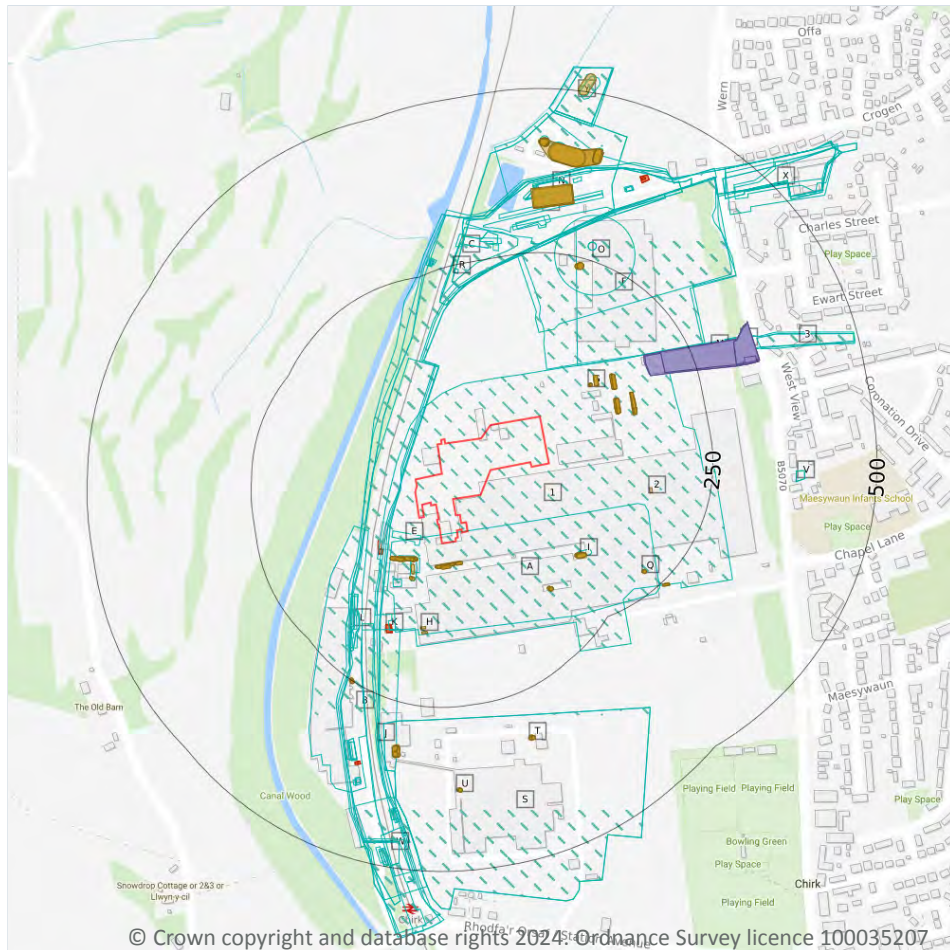 Offa
Wern
Crogen
X
N
Charles Street
C
O
R
Play Space
F
Ewart Street
3
West View
Coronation Drive
250
500
V
2
1
B5070
Maesywaun Infants School
Play Space
E
Chapel Lane
I
A
Q
K
H
Maesywaun
The Old Barn
J
T
U
S
Playing Field
Playing Field
Canal Wood
Play Space
Bowling Green
Play Space
Chirk
Snowdrop Cottage or 2&3 or
Llwyn-y-cil
Playing Field
Chirk
Station Avenue
© Crown copyright and database rights 2024. Ordnance Survey licence 100035207